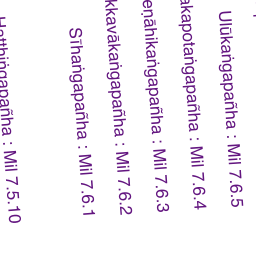 Ulūkaṅgapañha : Mil 7.6.5
akapotaṅgapañha : Mil 7.6.4
eṇāhikaṅgapañha : Mil 7.6.3
kkavākaṅgapañha : Mil 7.6.2
Sīhaṅgapañha : Mil 7.6.1
Hatthiṅgapañha : Mil 7.5.10